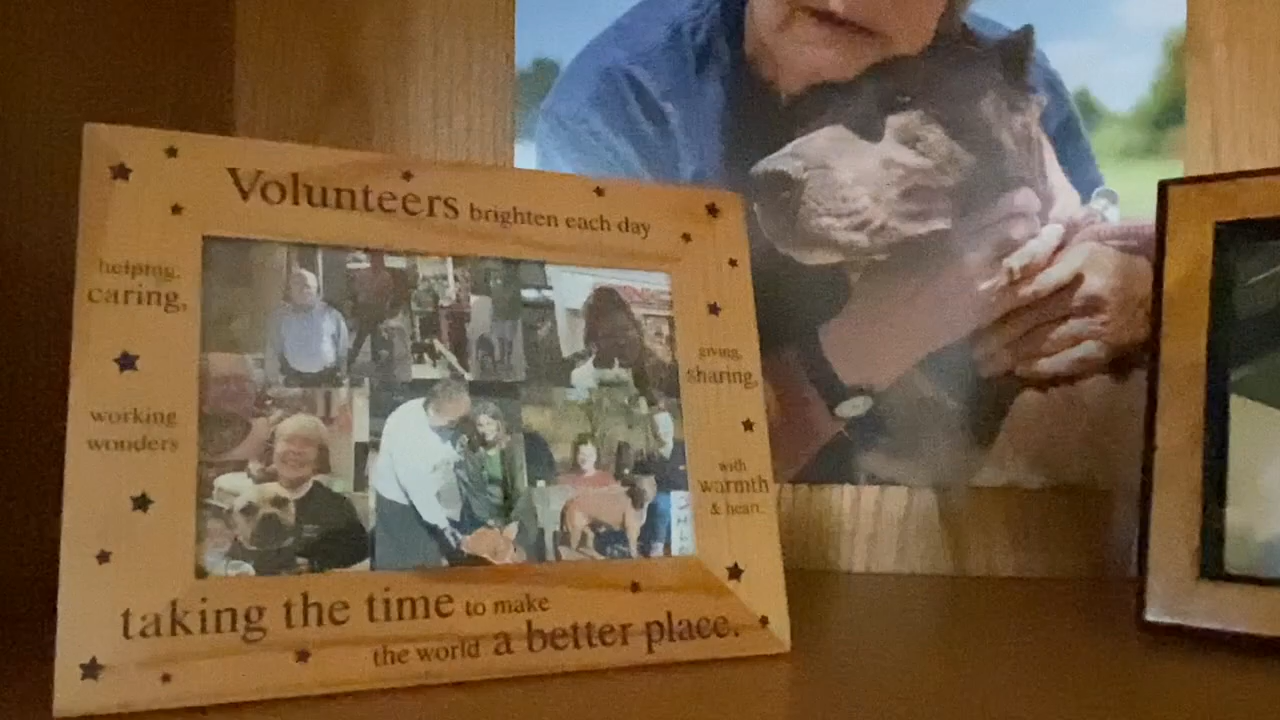 Volunteers brighten each day
helping,
caring,
working
wonders
giving,
sharing,
with
warmth
& heart
taking the time to make
the world a better place.